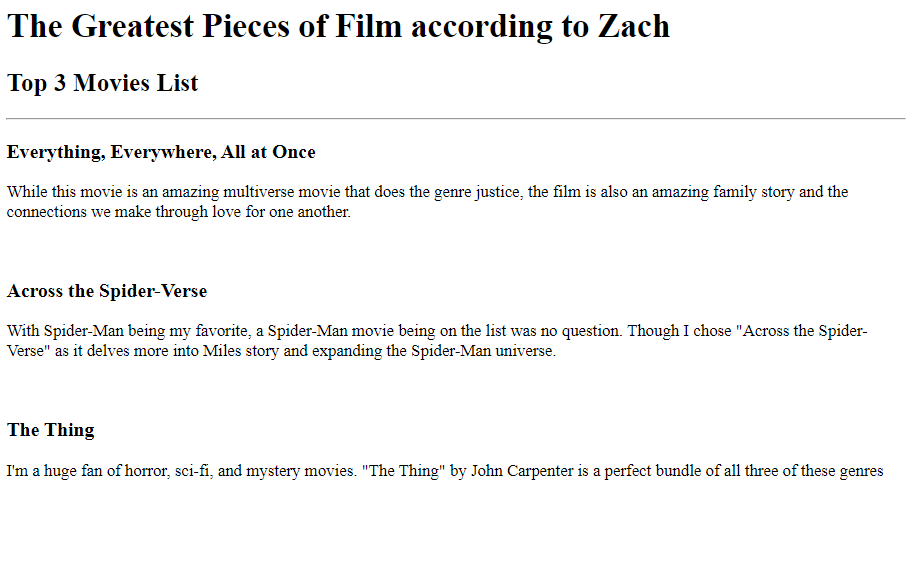 The Greatest Pieces of Film according to Zach
Top 3 Movies List
Everything, Everywhere, All at Once
While this movie is an amazing multiverse movie that does the genre justice, the film is also an amazing family story and the
connections we make through love for one another.
Across the Spider-Verse
With Spider-Man being my favorite, a Spider-Man movie being on the list was no question. Though I chose "Across the Spider-
Verse" as it delves more into Miles story and expanding the Spider-Man universe.
The Thing
I'm a huge fan of horror, sci-fi, and mystery movies. "The Thing" by John Carpenter is a perfect bundle of all three of these genres